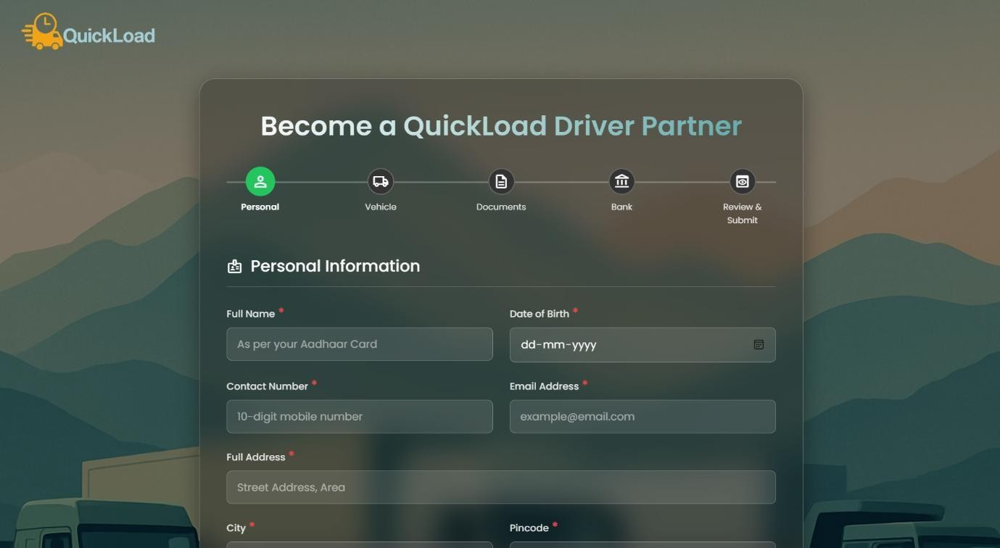 QuickLoad
Become a QuickLoad Driver Partner
Personal
Vehicle
Documents
Bank
Review &
Submit
Personal Information
Full Name *
Date of Birth *
As per your Aadhaar Card
dd-mm-yyyy
Contact Number *
Email Address *
10-digit mobile number
example@email.com
Full Address *
Street Address, Area
City *
Pincode *